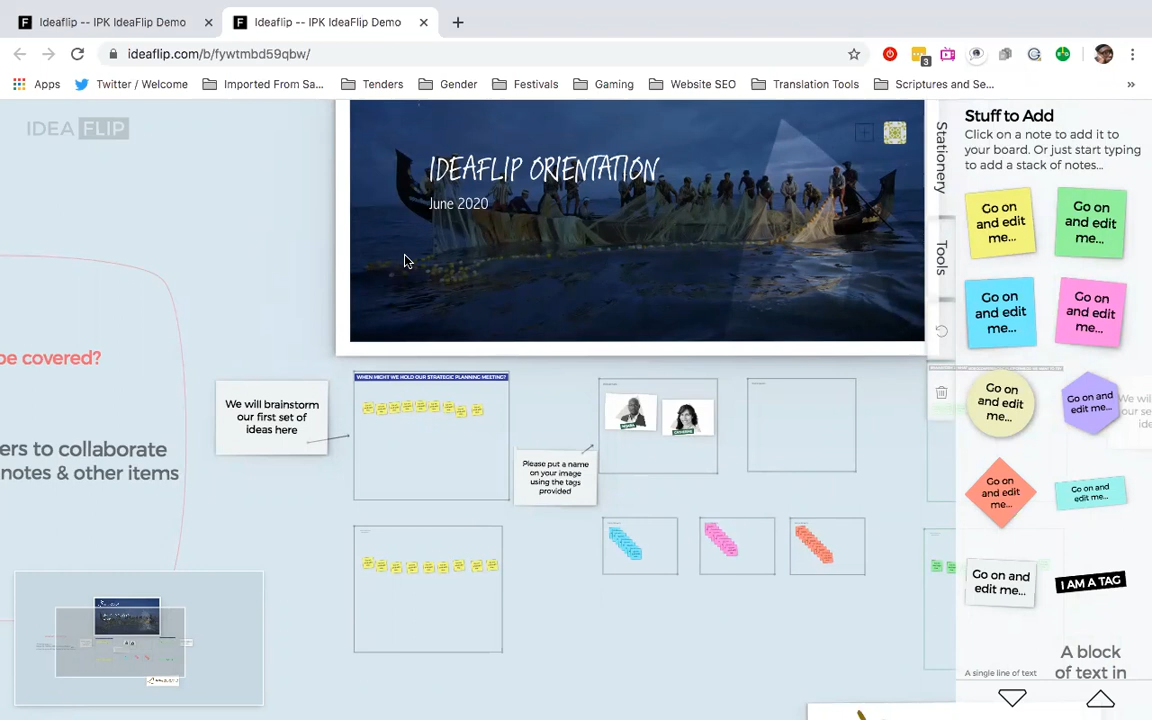 Ideaflip -- IPK IdeaFlip Demo
Ideaflip -- IPK IdeaFlip Demo
ideaflip.com/b/fywtmbd59qbw/
3
Apps
Twitter / Welcome
Imported From Sa...
Tenders
Gender
Festivals
Gaming
Website SEO
Translation Tools
Scriptures and Se...
»
IDEA FLIP
IDEAFLIP ORIENTATION
June 2020
be covered?
ers to collaborate
notes & other items
We will brainstorm
our first set of
ideas here
WHEN MIGHT WE HOLD OUR STRATEGIC PLANNING MEETING?
Please put a name
on your image
using the tags
provided
Stationery
Tools
Stuff to Add
Click on a note to add it to
your board. Or just start typing
to add a stack of notes...
Go on
and edit
me...
Go on
and edit
me...
Go on
and edit
me...
Go on
and edit
me...
Go on
and edit
me...
Go on
and edit me...
We will
our se
ide
Go on
and edit
me...
Go on
and edit me...
Go on and
edit me...
I AM A TAG
A single line of text
A block
of text in